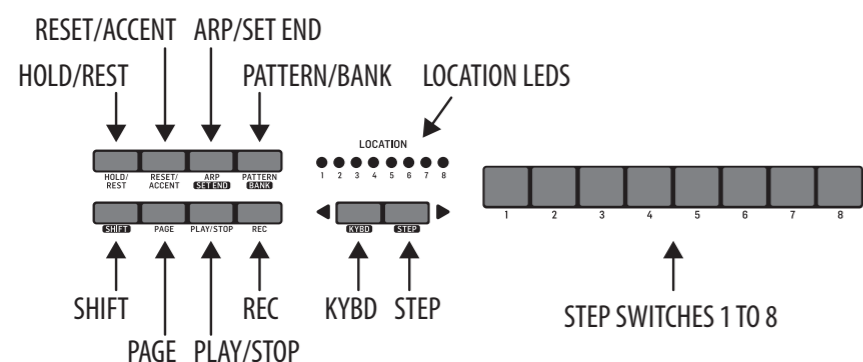 RESET/ACCENT ARP/SET END
HOLD/REST PATTERN/BANK LOCATION LEDS
LOCATION
1 2 3 4 5 6 7 8
HOLD/
REST
RESET/
ACCENT
ARP
SET END
PATTERN
BANK
SHIFT PAGE PLAY/STOP REC
KYBD STEP
1 2 3 4 5 6 7 8
SHIFT REC KYBD STEP STEP SWITCHES 1 TO 8
PAGE PLAY/STOP